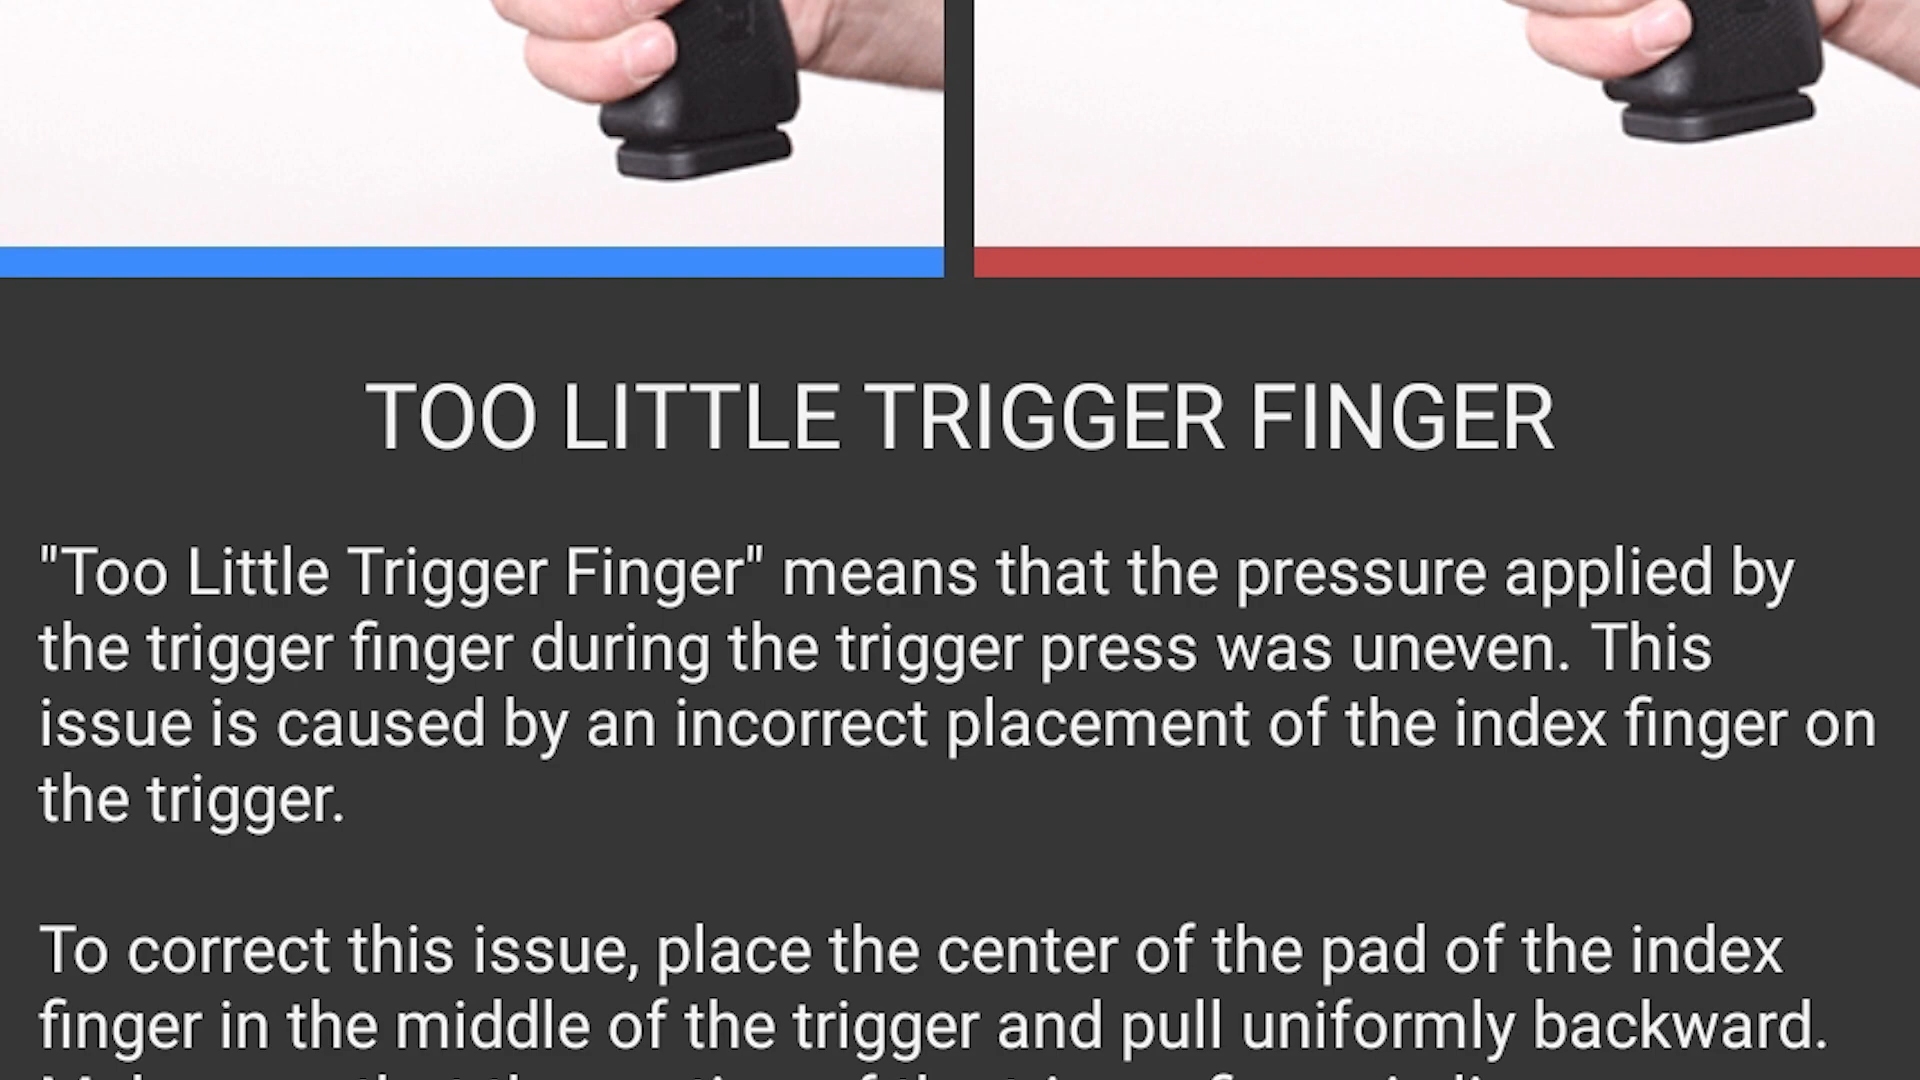 TOO LITTLE TRIGGER FINGER
"Too Little Trigger Finger" means that the pressure applied by
the trigger finger during the trigger press was uneven. This
issue is caused by an incorrect placement of the index finger on
the trigger.
To correct this issue, place the center of the pad of the index
finger in the middle of the trigger and pull uniformly backward.